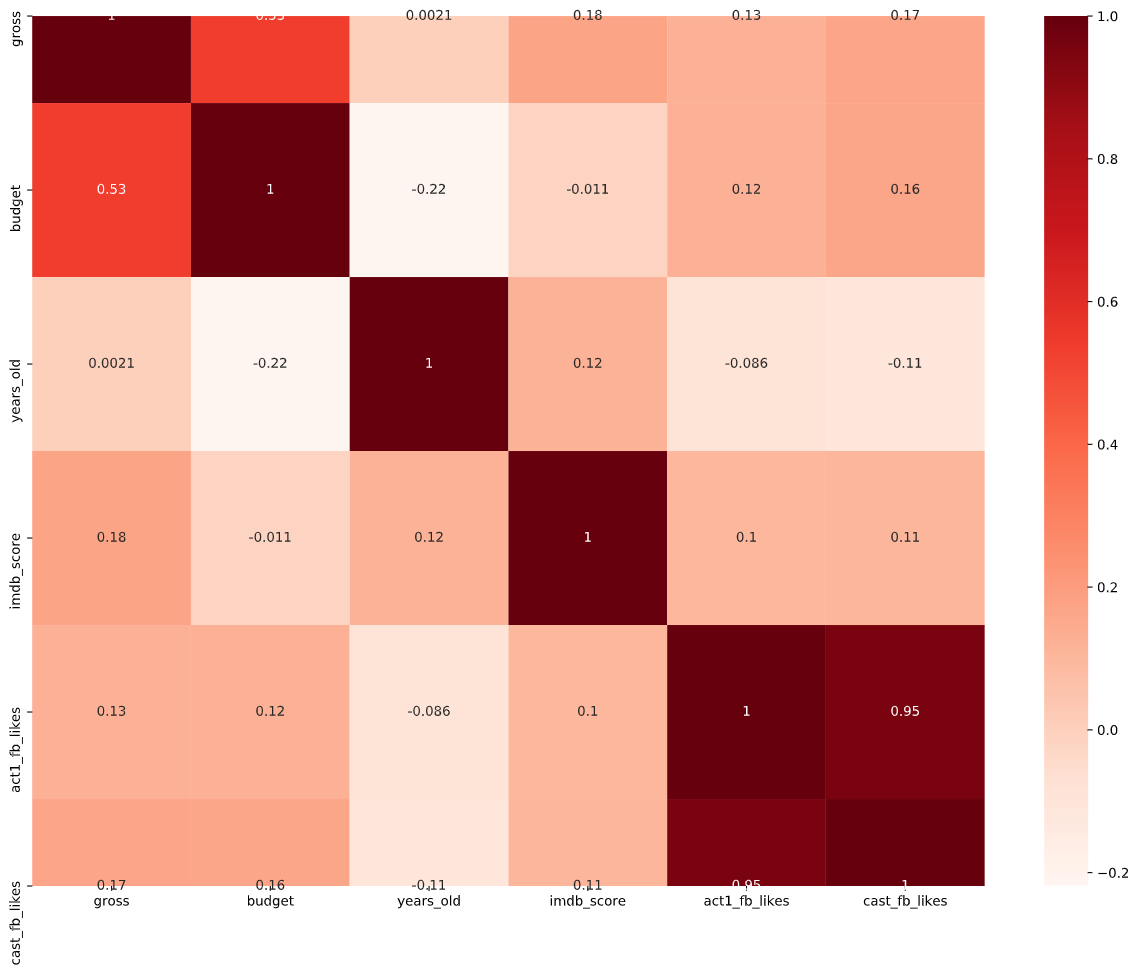 gross 1 0.53 0.0021 0.18 0.13 0.17
budget 0.53 1 -0.22 -0.011 0.12 0.16
years_old 0.0021 -0.22 1 0.12 -0.086 -0.11
imdb_score 0.18 -0.011 0.12 1 0.1 0.11
act1_fb_likes 0.13 0.12 -0.086 0.1 1 0.95
cast_fb_likes 0.17 0.16 -0.11 0.11 0.95 1
gross budget years_old imdb_score act1_fb_likes cast_fb_likes
1.0
0.8
0.6
0.4
0.2
0.0
−0.2